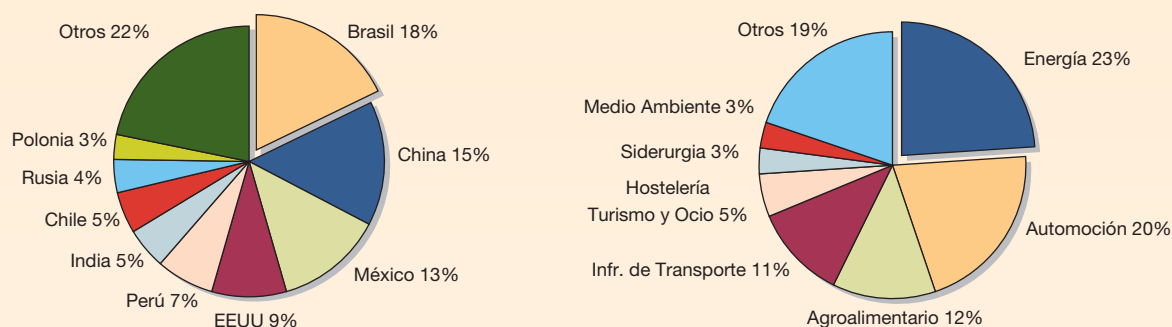 Otros 22%
Brasil 18%
China 15%
México 13%
EEUU 9%
Perú 7%
India 5%
Chile 5%
Rusia 4%
Polonia 3%
Otros 19%
Energía 23%
Automoción 20%
Agroalimentario 12%
Infr. de Transporte 11%
Hostelería
Turismo y Ocio 5%
Siderurgia 3%
Medio Ambiente 3%